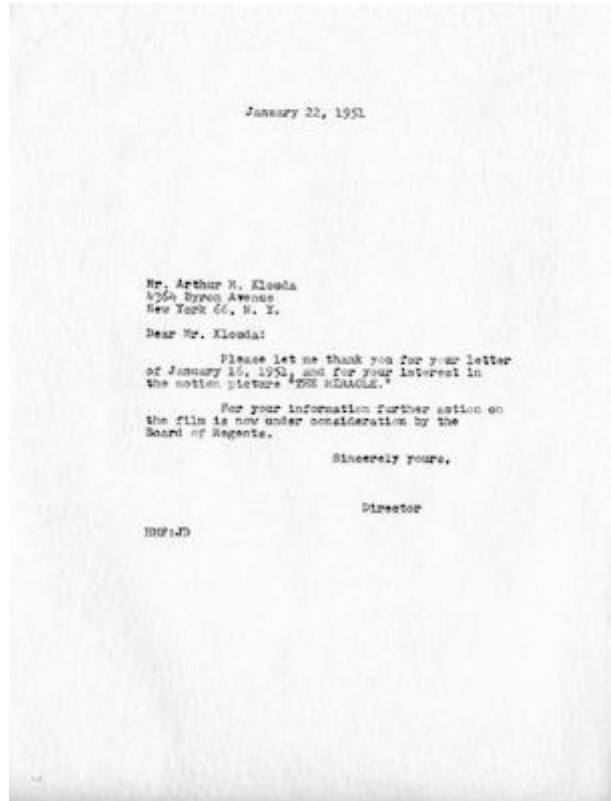 January 22, 1951
Mr. Arthur M. Klouda
4364 Byron Avenue
New York 66, N. Y.
Dear Mr. Klouda:
Please let me thank you for your letter
of January 16, 1951, and for your interest in
the motion picture "THE MIRACLE."
For your information further action on
the film is now under consideration by the
Board of Regents.
Sincerely yours,
Director